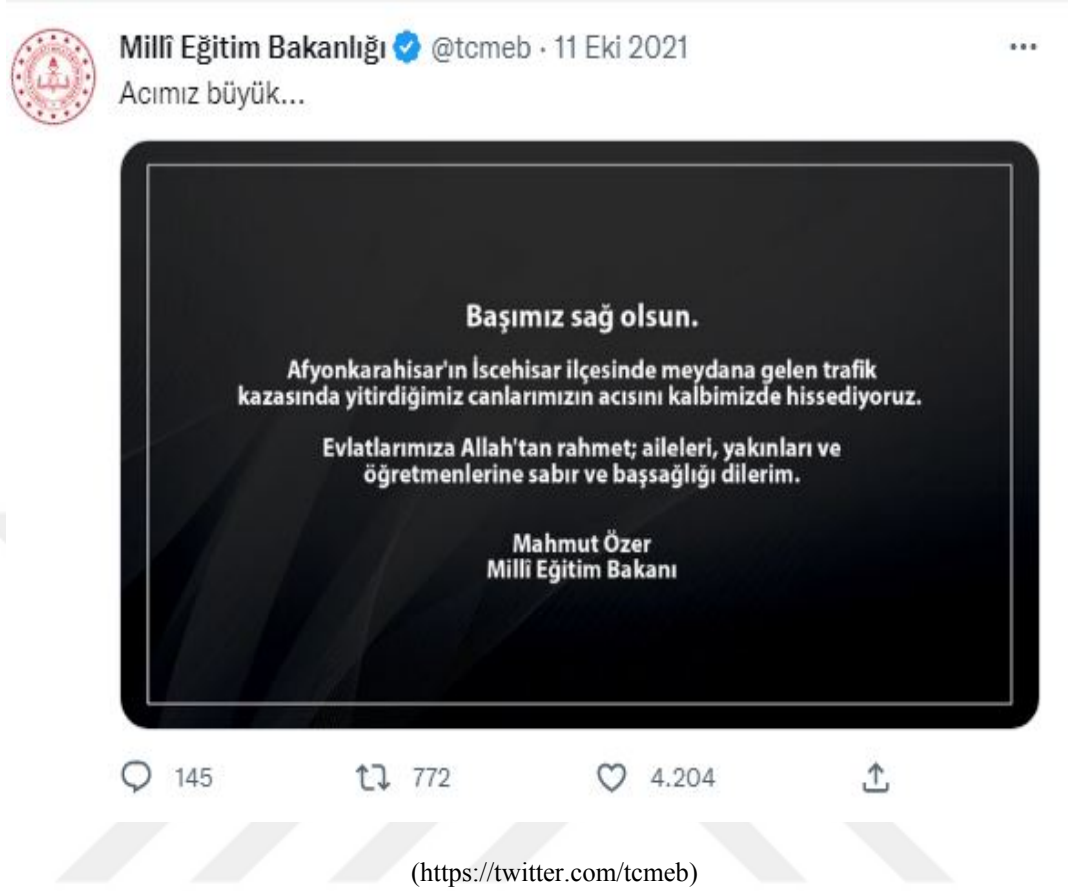 Millî Eğitim Bakanlığı @tcmeb · 11 Eki 2021
Acımız büyük...
Başımız sağ olsun.
Afyonkarahisar'ın İscehisar ilçesinde meydana gelen trafik
kazasında yitirdiğimiz canlarımızın acısını kalbimizde hissediyoruz.
Evlatlarımıza Allah'tan rahmet; aileleri, yakınları ve
öğretmenlerine sabır ve başsağlığı dilerim.
Mahmut Özer
Millî Eğitim Bakanı
145 772 4.204
(https://twitter.com/tcmeb)